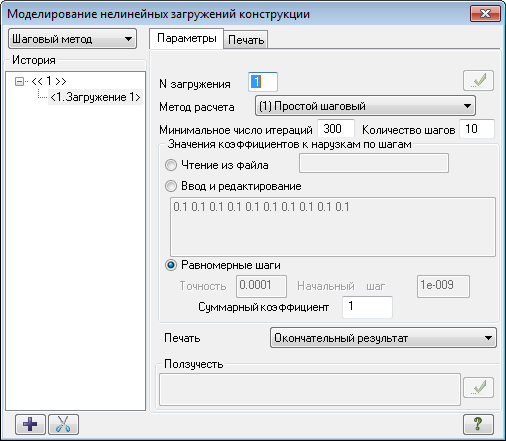 Моделирование нелинейных загружений конструкции
Шаговый метод
История
<< 1 >>
<1.Загружение 1>
Параметры Печать
N загружения 1
Метод расчета (1) Простой шаговый
Минимальное число итераций 300 Количество шагов 10
Значения коэффициентов к нарузкам по шагам
Чтение из файла
Ввод и редактирование
0.1 0.1 0.1 0.1 0.1 0.1 0.1 0.1 0.1 0.1
Равномерные шаги
Точность 0.0001 Начальный шаг 1e-009
Суммарный коэффициент 1
Печать Окончательный результат
Ползучесть
?